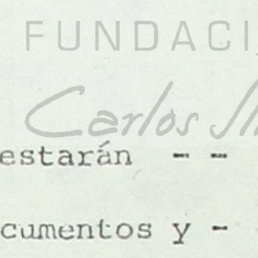 FUNDACI
Carlos
estarán - -
cumentos y -